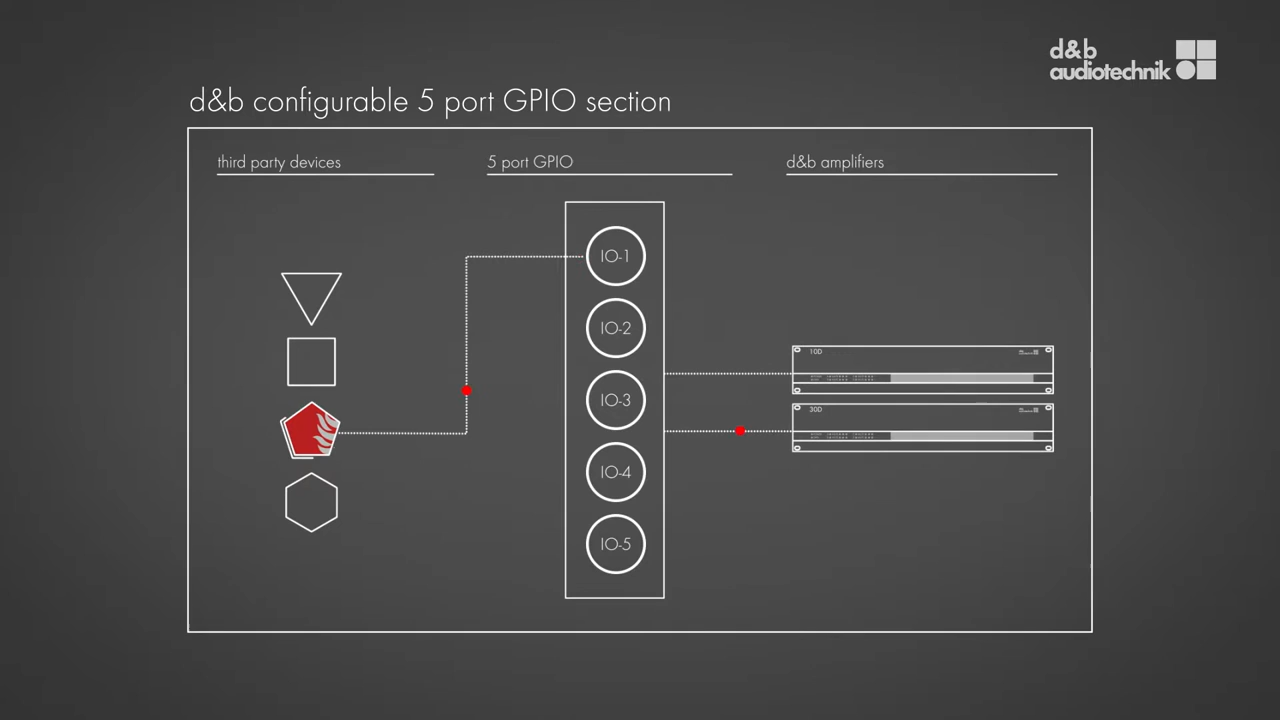 d&b
audiotechnik
d&b configurable 5 port GPIO section
third party devices
5 port GPIO
d&b amplifiers
IO-1
IO-2
IO-3
IO-4
IO-5
10D
30D